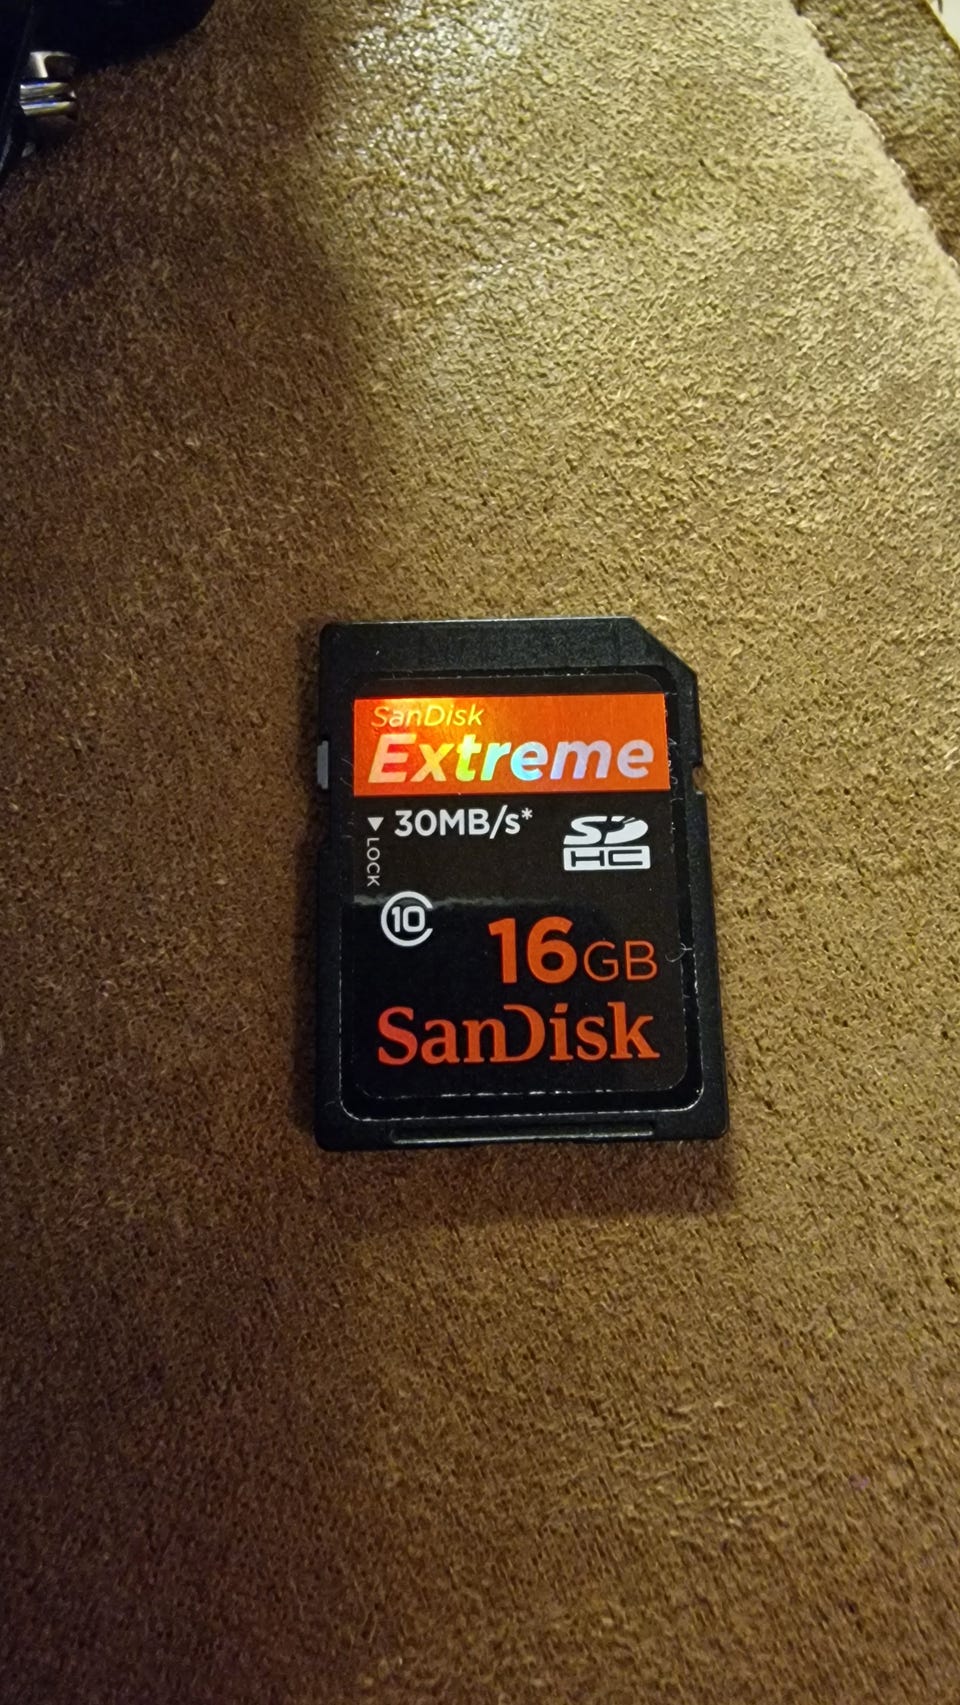 SanDisk
Extreme
▼ 30MB/s*
LOCK
SD
HC
10
16GB
SanDisk